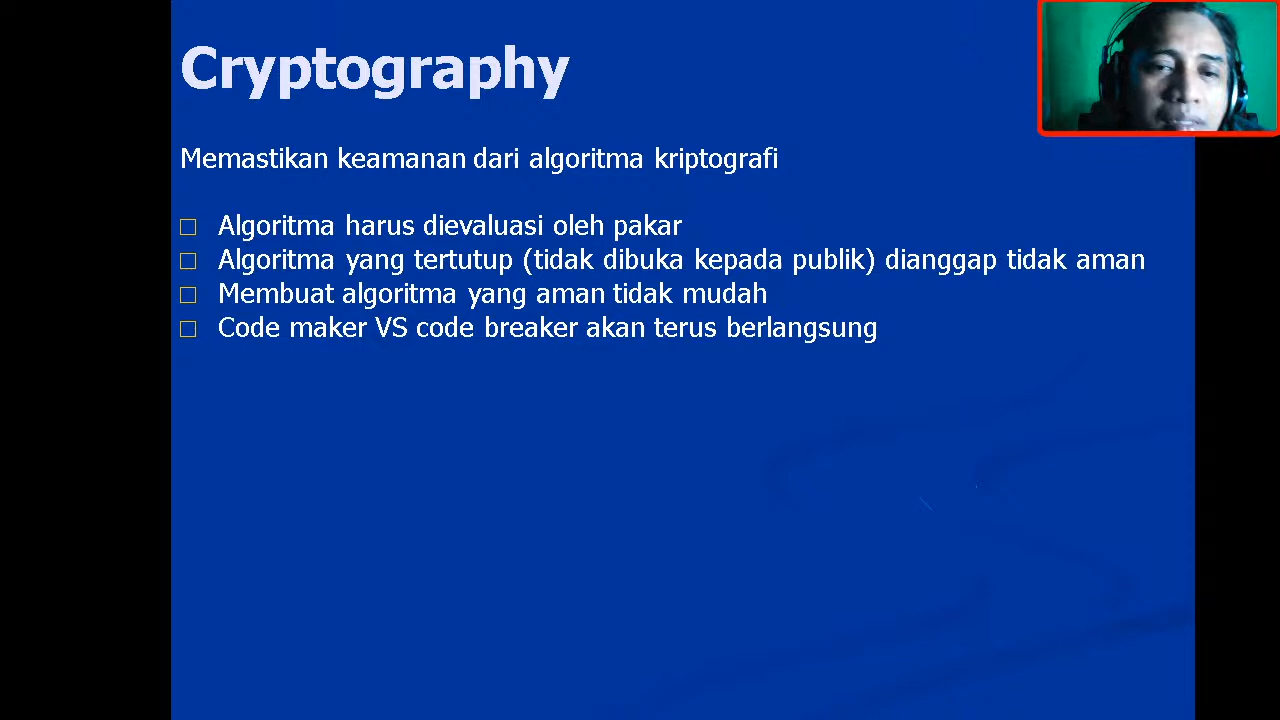 Cryptography
Memastikan keamanan dari algoritma kriptografi
Algoritma harus dievaluasi oleh pakar
Algoritma yang tertutup (tidak dibuka kepada publik) dianggap tidak aman
Membuat algoritma yang aman tidak mudah
Code maker VS code breaker akan terus berlangsung